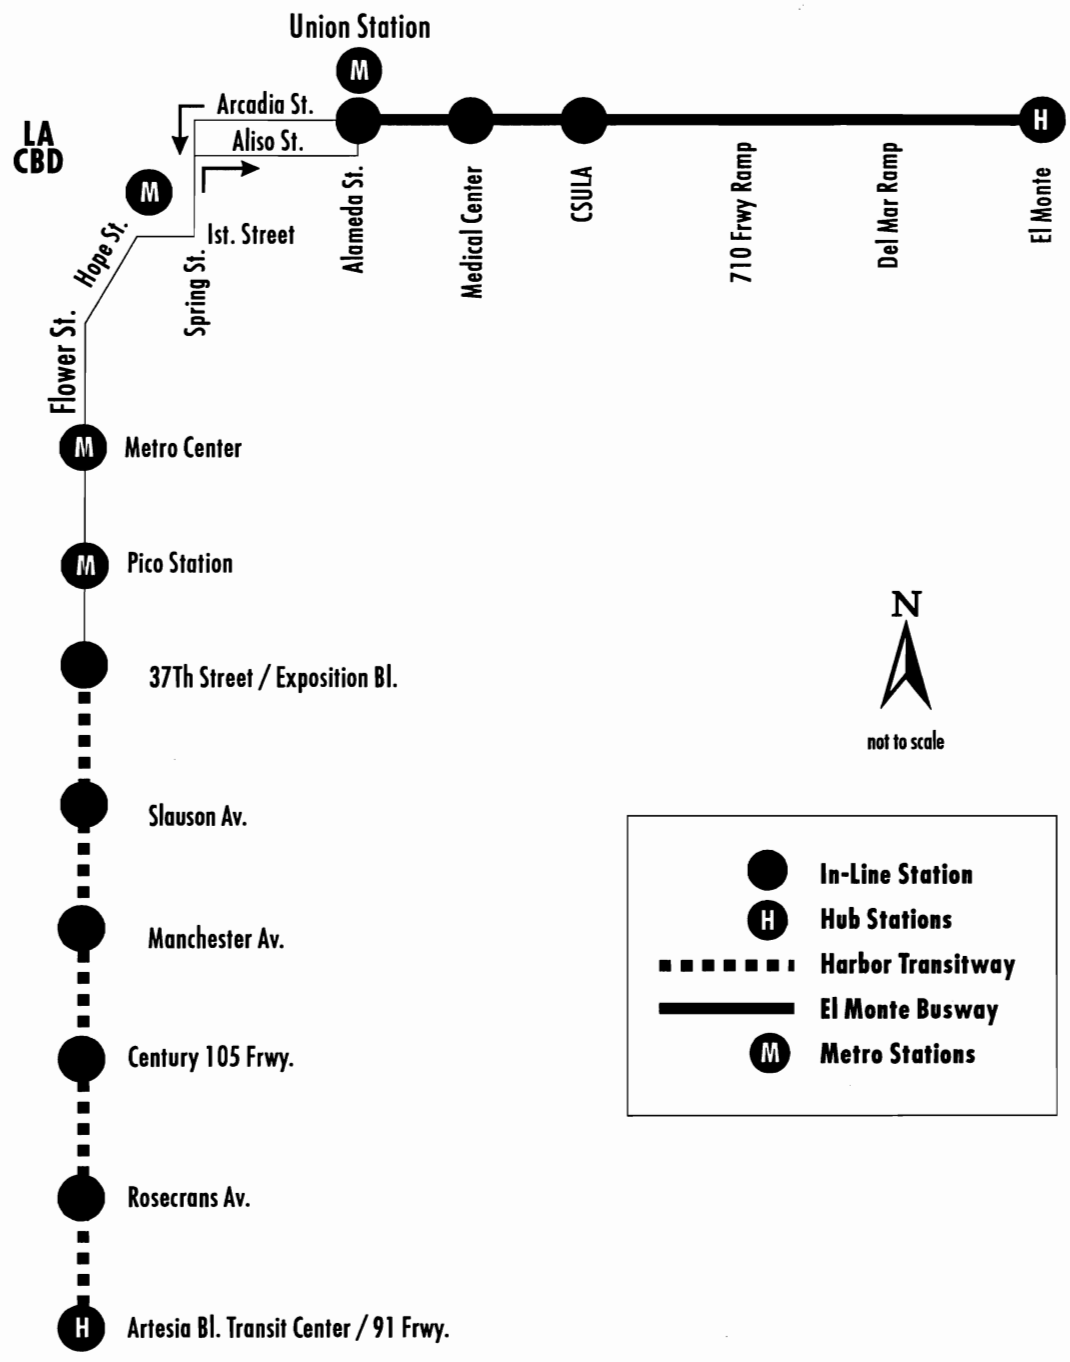 Union Station
M
Arcadia St.
LA
CBD
Aliso St.
H
M
Alameda St.
Medical Center
CSULA
710 Frwy Ramp
Del Mar Ramp
El Monte
Hope St.
Ist. Street
Spring St.
Flower St.
M
Metro Center
M
Pico Station
N
37Th Street / Exposition Bl.
not to scale
Slauson Av.
In-Line Station
H
Hub Stations
Manchester Av.
Harbor Transitway
El Monte Busway
M
Metro Stations
Century 105 Frwy.
Rosecrans Av.
H
Artesia Bl. Transit Center / 91 Frwy.